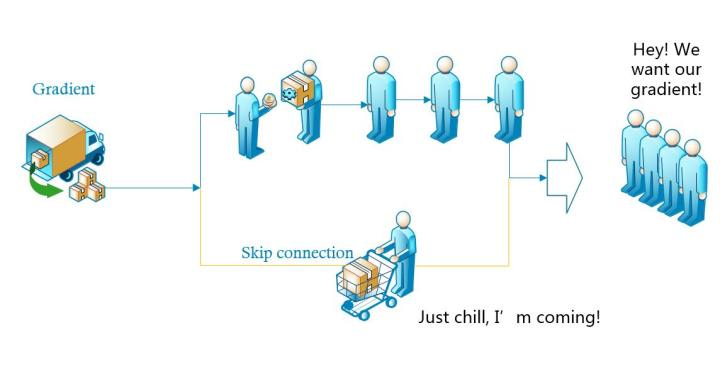 Hey! We
want our
gradient!
Gradient
Skip connection
Just chill, I’m coming!